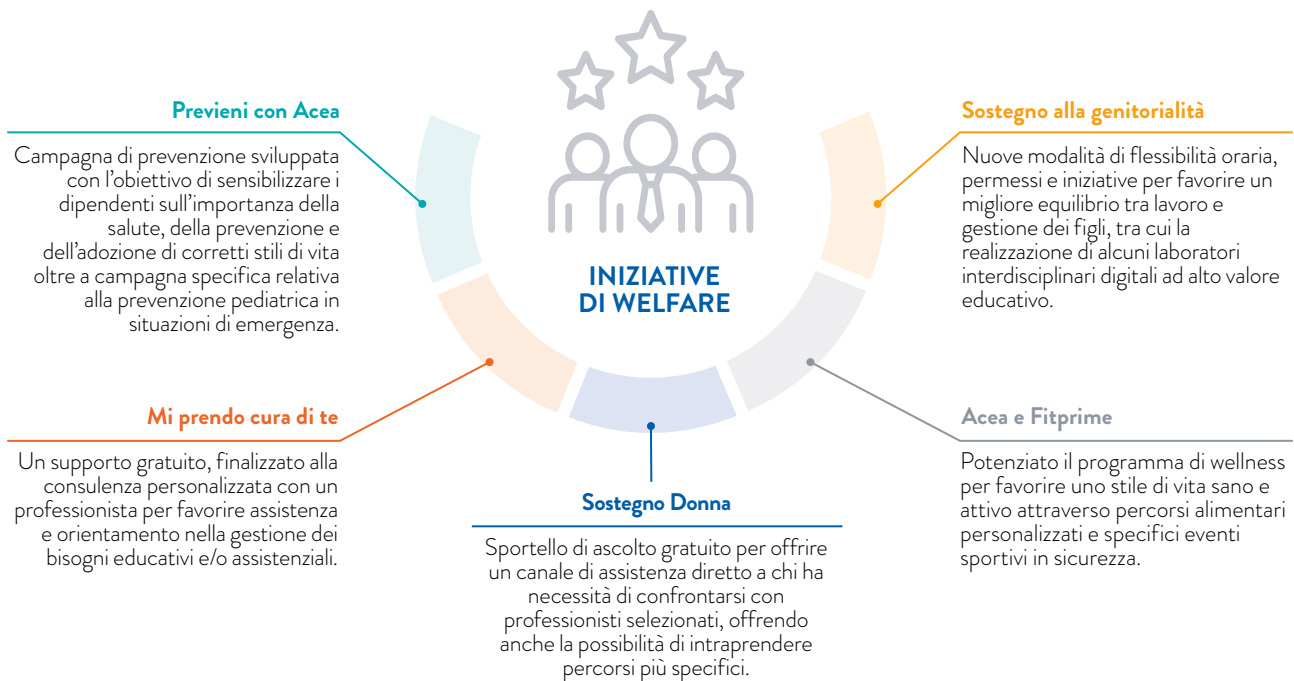 INIZIATIVE
DI WELFARE
Previeni con Acea
Campagna di prevenzione sviluppata
con l’obiettivo di sensibilizzare i
dipendenti sull’importanza della
salute, della prevenzione e
dell’adozione di corretti stili di vita
oltre a campagna specifica relativa
alla prevenzione pediatrica in
situazioni di emergenza.
Mi prendo cura di te
Un supporto gratuito, finalizzato alla
consulenza personalizzata con un
professionista per favorire assistenza
e orientamento nella gestione dei
bisogni educativi e/o assistenziali.
Sostegno Donna
Sportello di ascolto gratuito per offrire
un canale di assistenza diretto a chi ha
necessità di confrontarsi con
professionisti selezionati, offrendo
anche la possibilità di intraprendere
percorsi più specifici.
Acea e Fitprime
Potenziato il programma di wellness
per favorire uno stile di vita sano e
attivo attraverso percorsi alimentari
personalizzati e specifici eventi
sportivi in sicurezza.
Sostegno alla genitorialità
Nuove modalità di flessibilità oraria,
permessi e iniziative per favorire un
migliore equilibrio tra lavoro e
gestione dei figli, tra cui la
realizzazione di alcuni laboratori
interdisciplinari digitali ad alto valore
educativo.